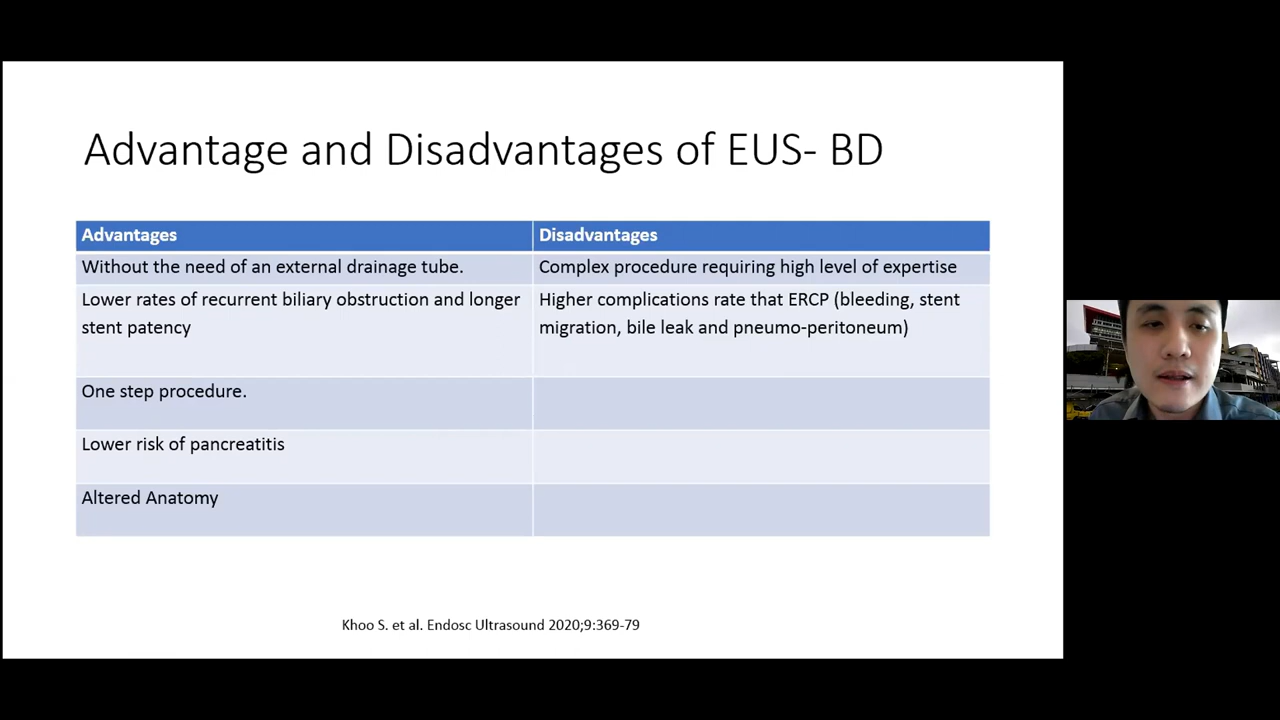 Advantage and Disadvantages of EUS- BD
Advantages
Disadvantages
Without the need of an external drainage tube.
Complex procedure requiring high level of expertise
Lower rates of recurrent biliary obstruction and longer
stent patency
Higher complications rate that ERCP (bleeding, stent
migration, bile leak and pneumo-peritoneum)
One step procedure.
Lower risk of pancreatitis
Altered Anatomy
Khoo S. et al. Endosc Ultrasound 2020;9:369-79